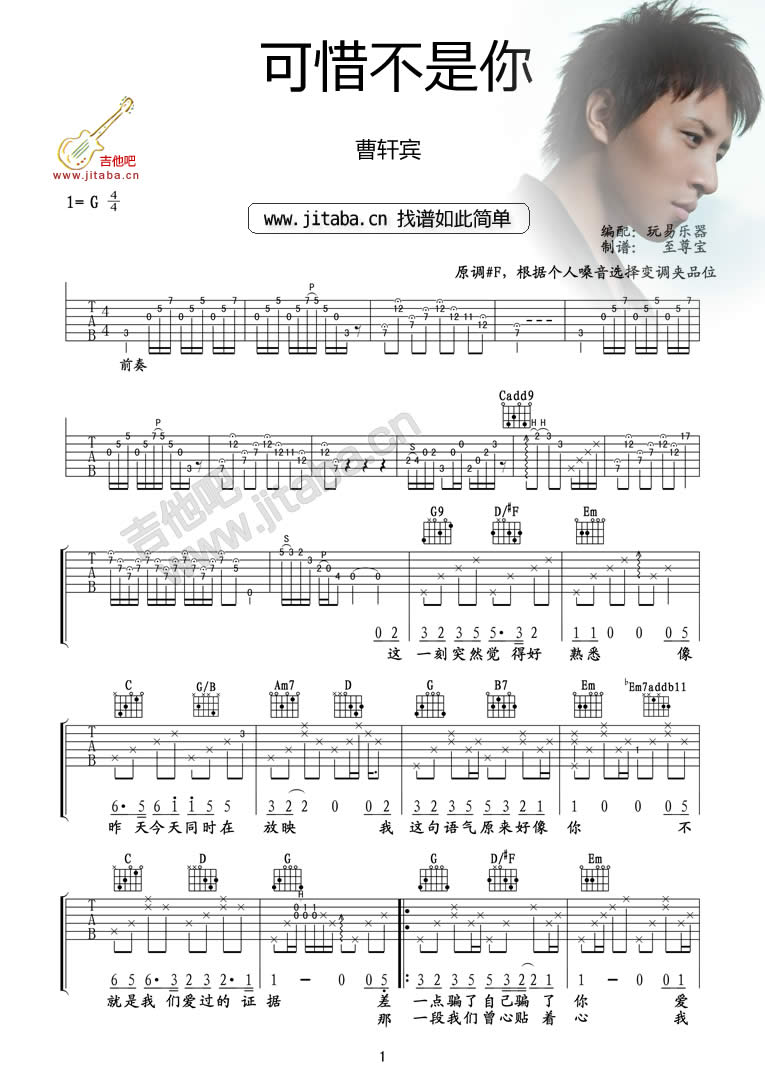 可惜不是你
曹轩宾
吉他吧
www.jitaba.cn
1= G 4/4
www.jitaba.cn 找谱如此简单
编配：玩易乐器
制谱： 至尊宝
原调#F，根据个人嗓音选择变调夹品位
前奏
Cadd9
吉他吧
www.jitaba.cn
G9 D/#F Em
0 2 3 2 3 5 5· 3 2 1 1 0 0 0 5
这 一刻突然觉 得好 熟悉 像
C G/B Am7 D G B7 Em ♭Em7addb11
6· 5 6 1 1 5 5 3 2 2 0 0 2 3 2 3 5 5 3 2 1 1 0 0 0 2
昨 天今天同时在 放映 我 这句语气原来好像 你 不
C D G G D/#F Em
6 5 6· 3 2 3 2· 1 1 – 0 0 5 3 2 3 5 5 3 2 2 1 1 – 0 0 1
就是我 们爱过的 证 据 差 一点骗了自己骗 了 你 爱
那 一段我们曾心贴 着 心 我
1